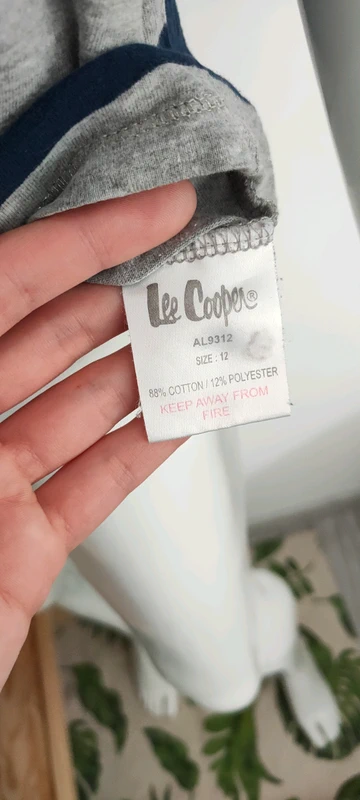 Lee Cooper®
AL9312
SIZE : 12
88% COTTON / 12% POLYESTER
KEEP AWAY FROM
FIRE